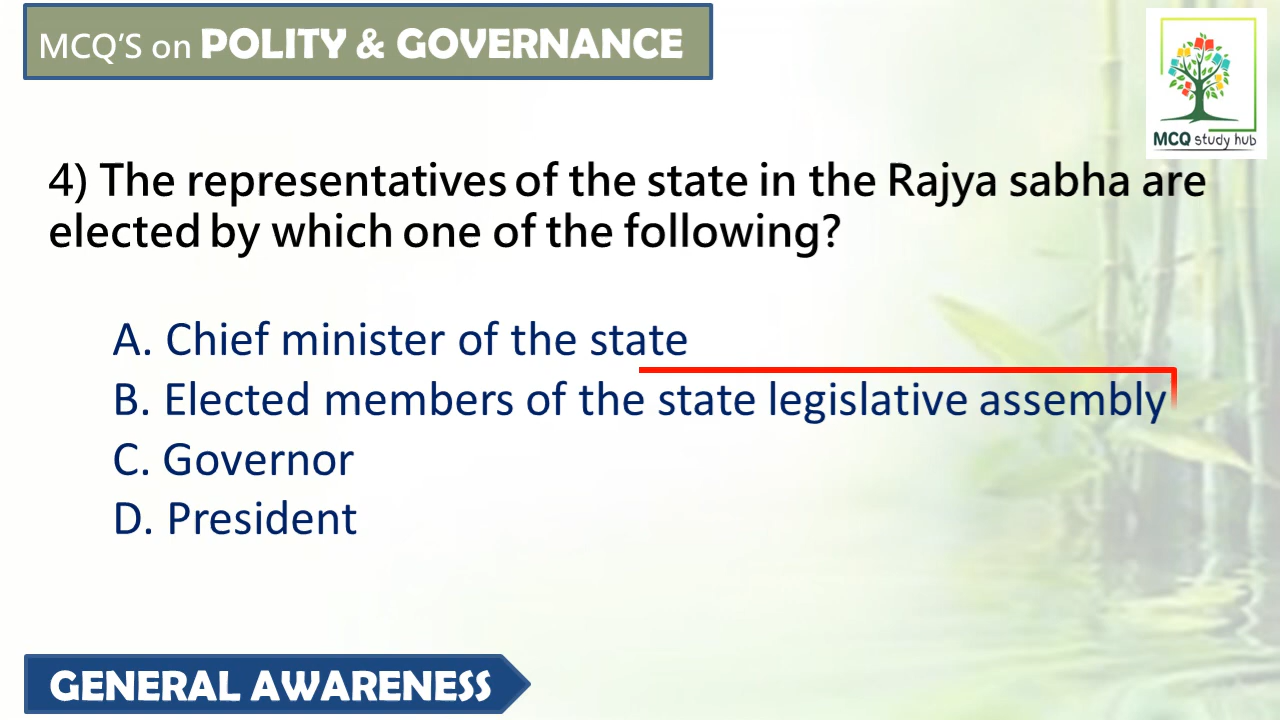 MCQ'S on POLITY & GOVERNANCE
MCQ study hub
4) The representatives of the state in the Rajya sabha are
elected by which one of the following?
A. Chief minister of the state
B. Elected members of the state legislative assembly
C. Governor
D. President
GENERAL AWARENESS